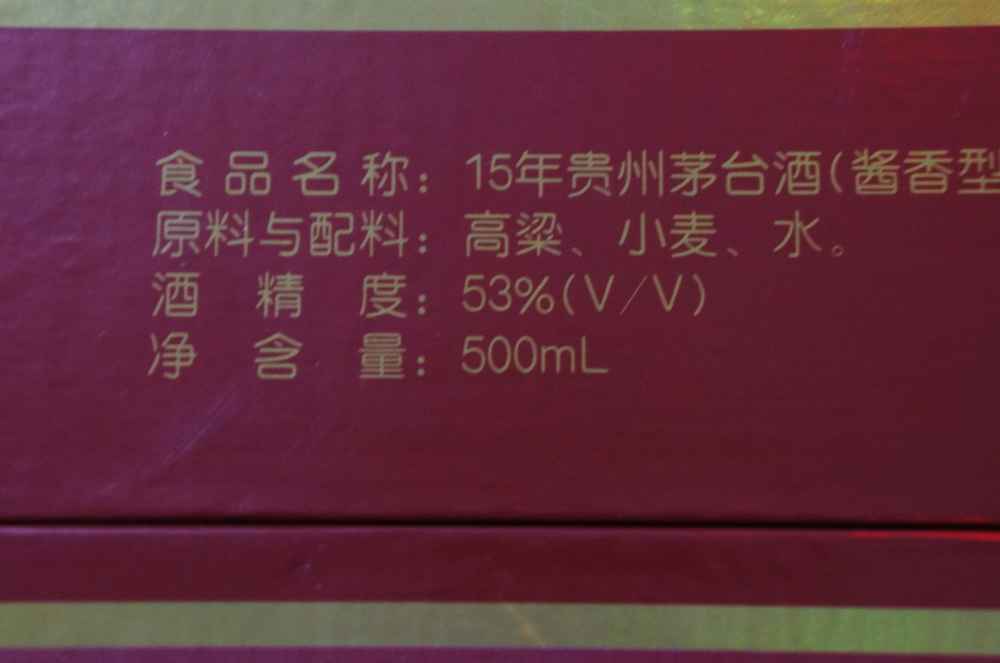 食品名称：15年贵州茅台酒(酱香型
原料与配料：高粱、小麦、水。
酒精度：53%(V/V)
净含量：500mL